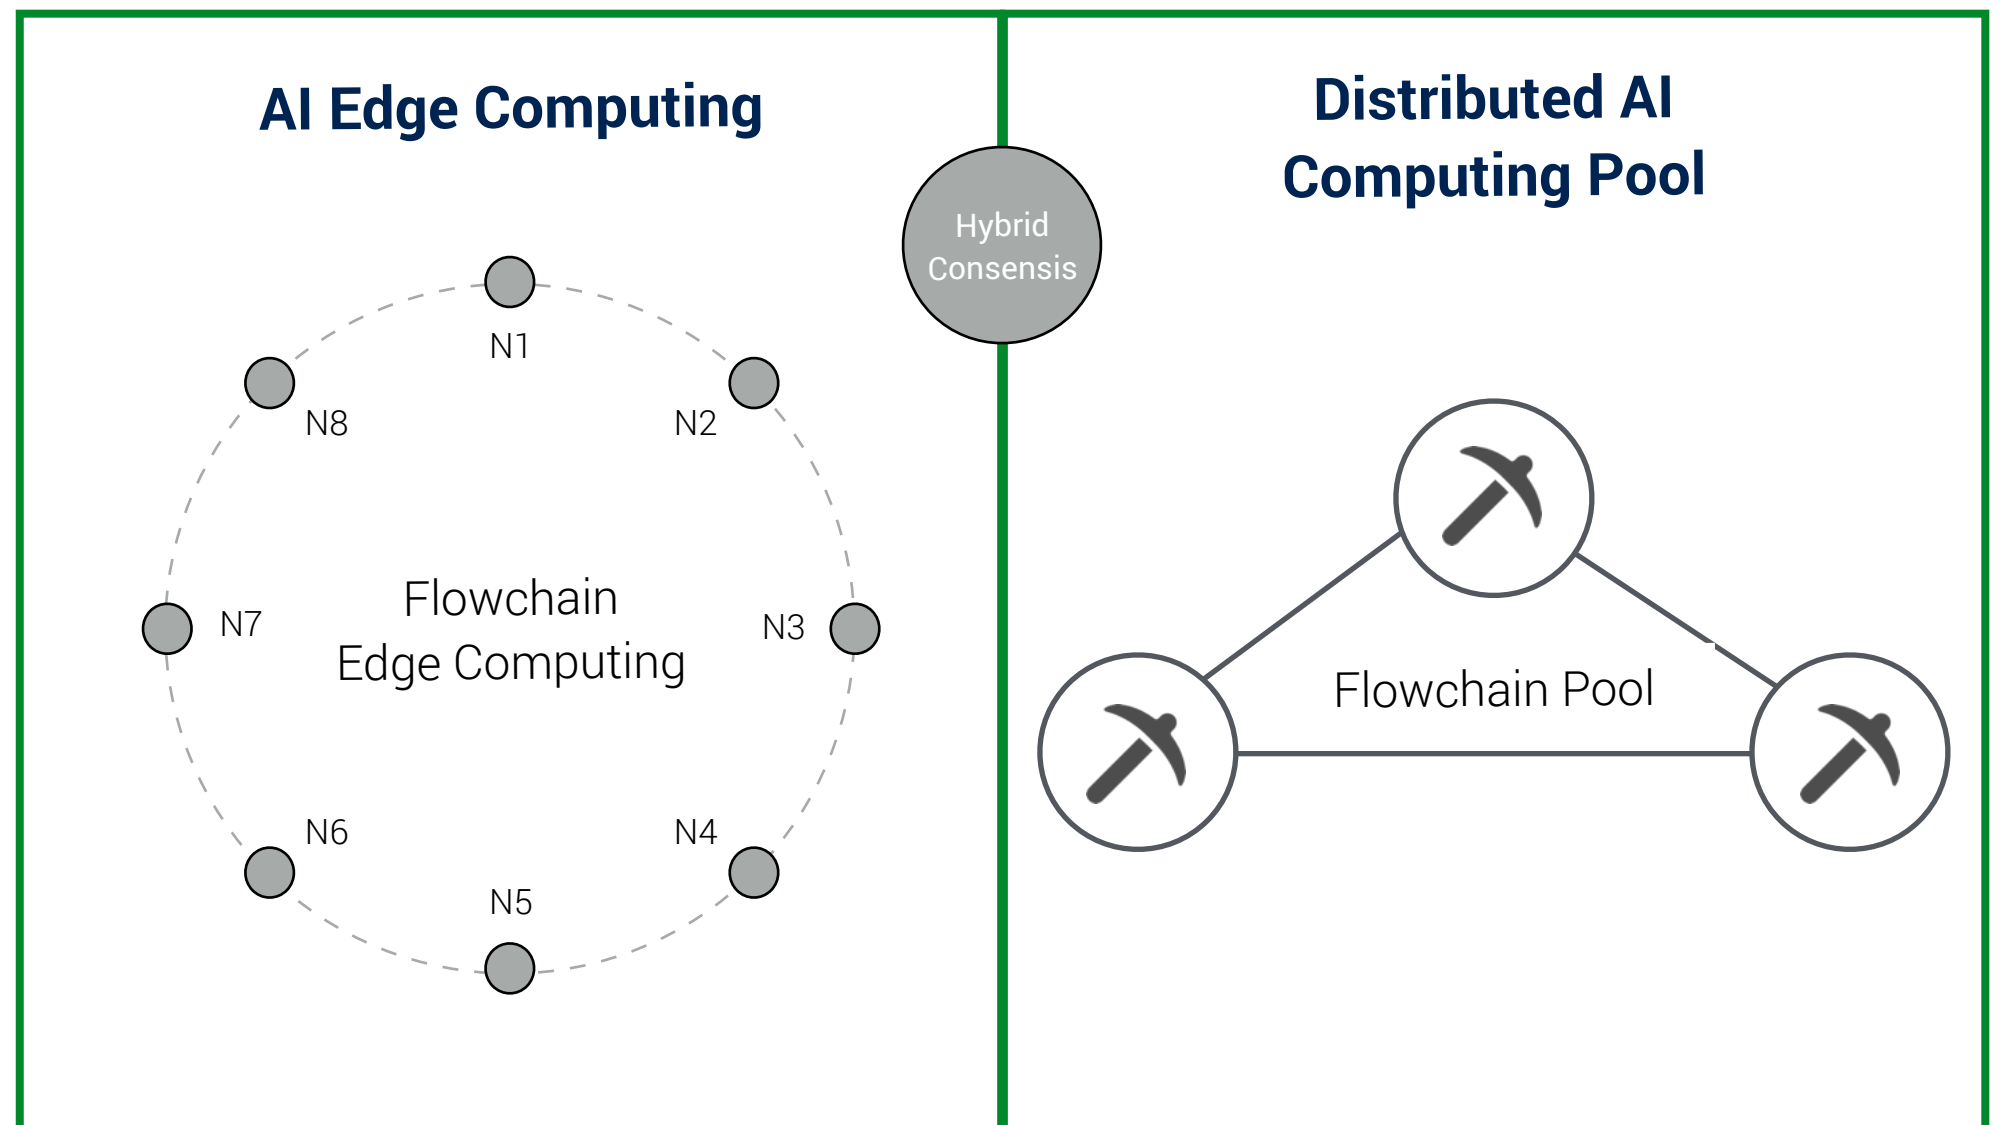 AI Edge Computing
Distributed AI
Computing Pool
Hybrid
Consensis
N1
N8
N2
N7
Flowchain
Edge Computing
N3
Flowchain Pool
N6
N4
N5